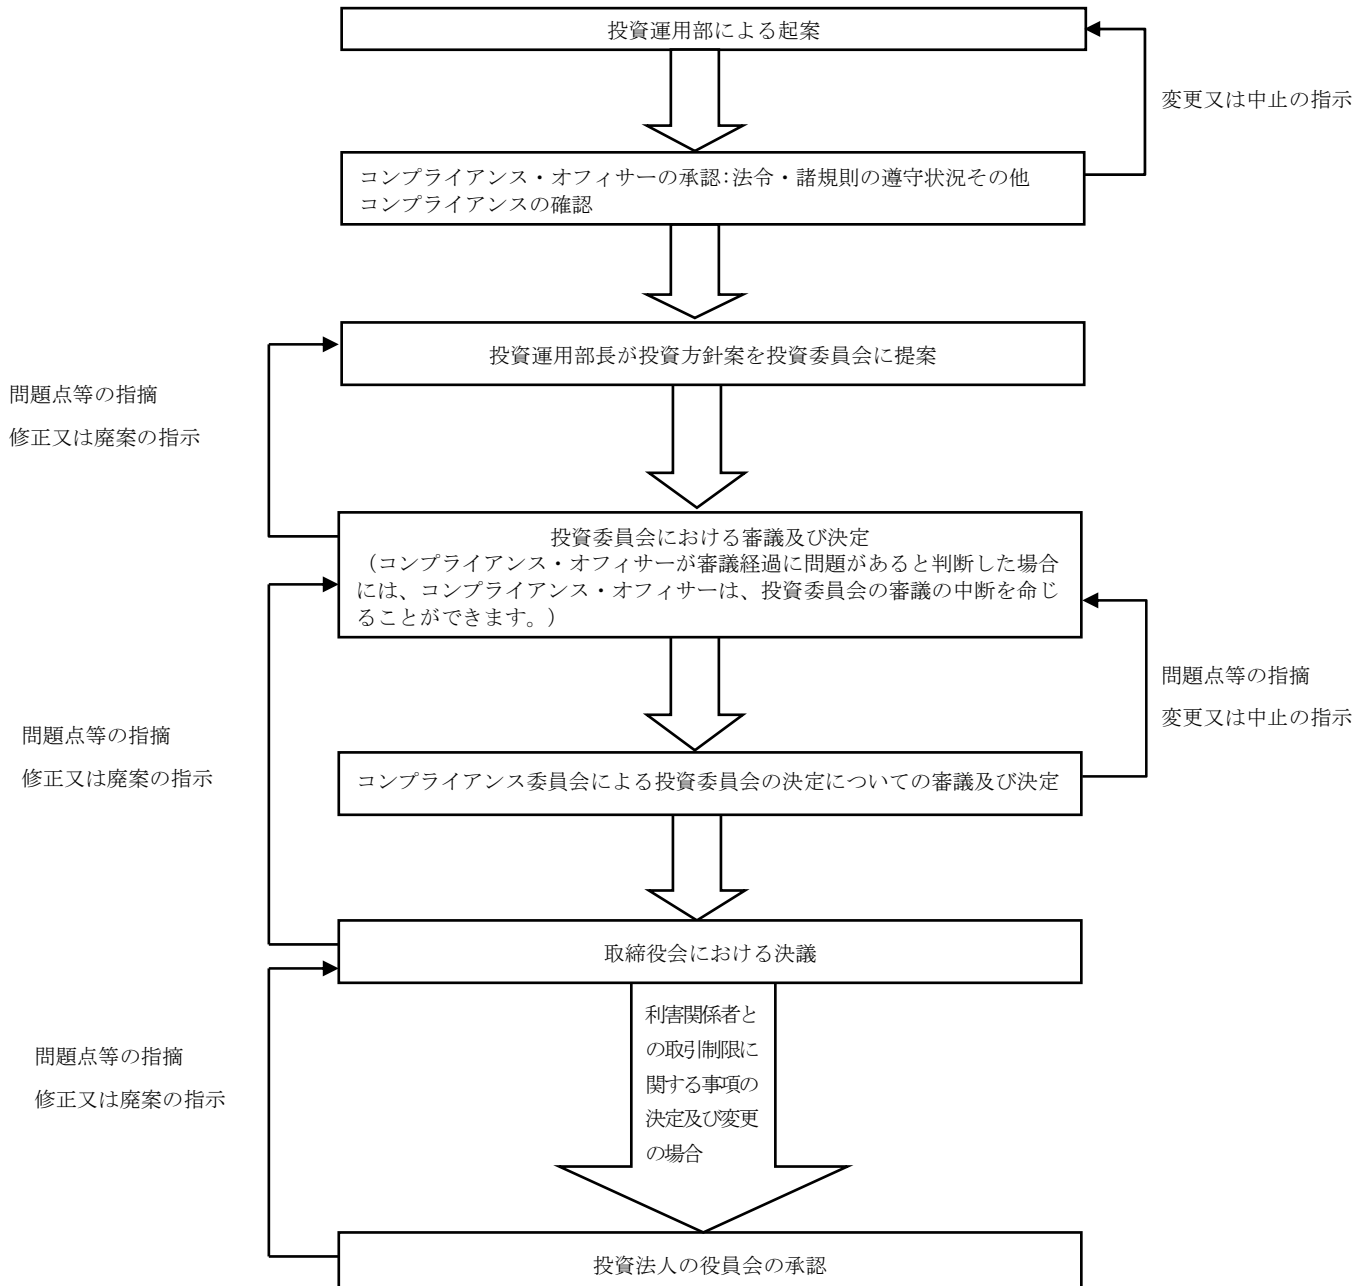 投資運用部による起案
変更又は中止の指示
コンプライアンス・オフィサーの承認:法令・諸規則の遵守状況その他
コンプライアンスの確認
投資運用部長が投資方針案を投資委員会に提案
問題点等の指摘
修正又は廃案の指示
投資委員会における審議及び決定
（コンプライアンス・オフィサーが審議経過に問題があると判断した場合
には、コンプライアンス・オフィサーは、投資委員会の審議の中断を命じ
ることができます。）
問題点等の指摘
変更又は中止の指示
問題点等の指摘
修正又は廃案の指示
コンプライアンス委員会による投資委員会の決定についての審議及び決定
取締役会における決議
利害関係者と
の取引制限に
関する事項の
決定及び変更
の場合
問題点等の指摘
修正又は廃案の指示
投資法人の役員会の承認